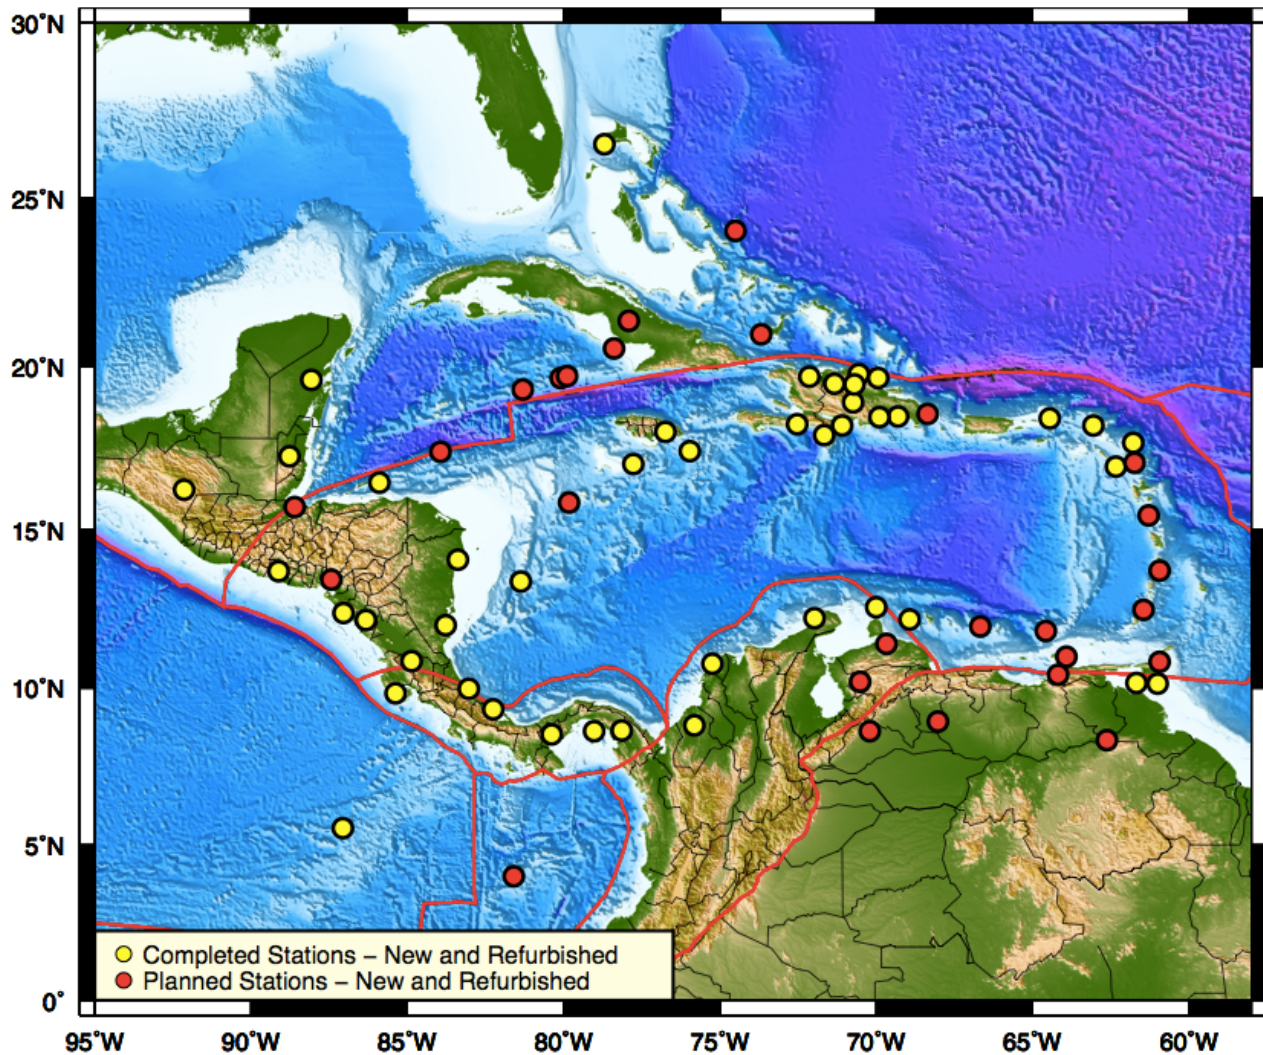 30°N
25°N
20°N
15°N
10°N
5°N
0°
Completed Stations – New and Refurbished
Planned Stations – New and Refurbished
95°W 90°W 85°W 80°W 75°W 70°W 65°W 60°W